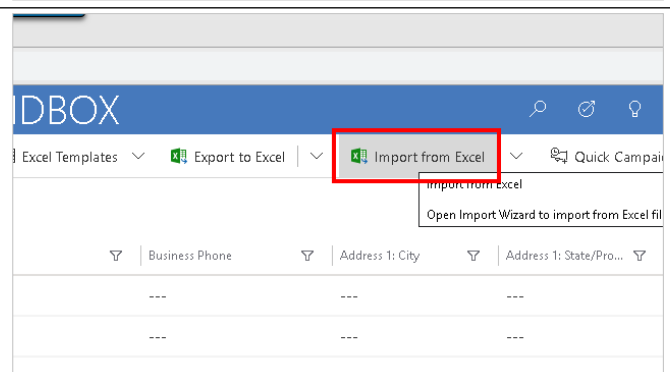 NDBOX
Excel Templates Export to Excel Import from Excel Quick Campai
Import from Excel
Open Import Wizard to import from Excel fil
Business Phone Address 1: City Address 1: State/Pro...
--- --- ---
--- --- ---